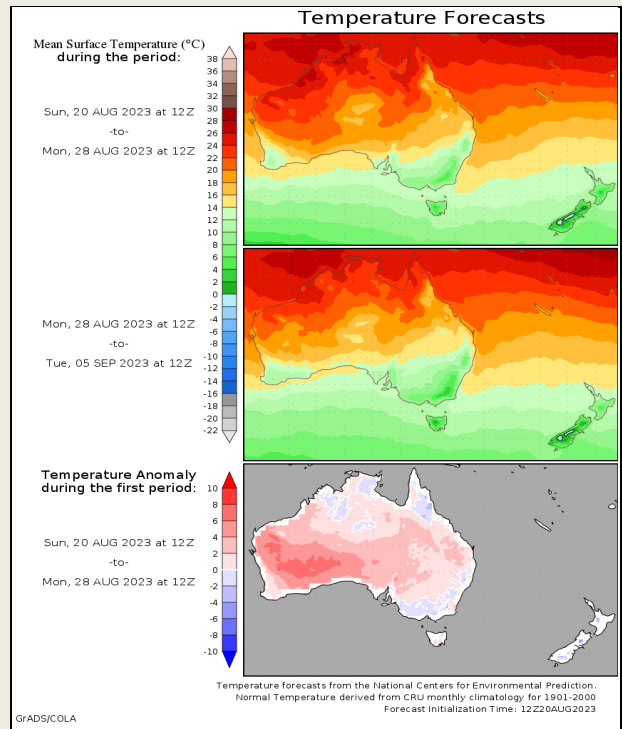 Temperature Forecasts
Mean Surface Temperature (°C)
during the period:
38
36
34
32
30
28
26
24
22
20
18
16
14
12
10
8
6
4
2
0
-2
-4
-6
-8
-10
-12
-14
-16
-18
-20
-22
Sun, 20 AUG 2023 at 12Z
-to-
Mon, 28 AUG 2023 at 12Z
Mon, 28 AUG 2023 at 12Z
-to-
Tue, 05 SEP 2023 at 12Z
Temperature Anomaly
during the first period:
10
8
6
4
2
0
-2
-4
-6
-8
-10
Sun, 20 AUG 2023 at 12Z
-to-
Mon, 28 AUG 2023 at 12Z
Temperature forecasts from the National Centers for Environmental Prediction.
Normal Temperature derived from CRU monthly climatology for 1901-2000
Forecast Initialization Time: 12Z20AUG2023
GrADS/COLA